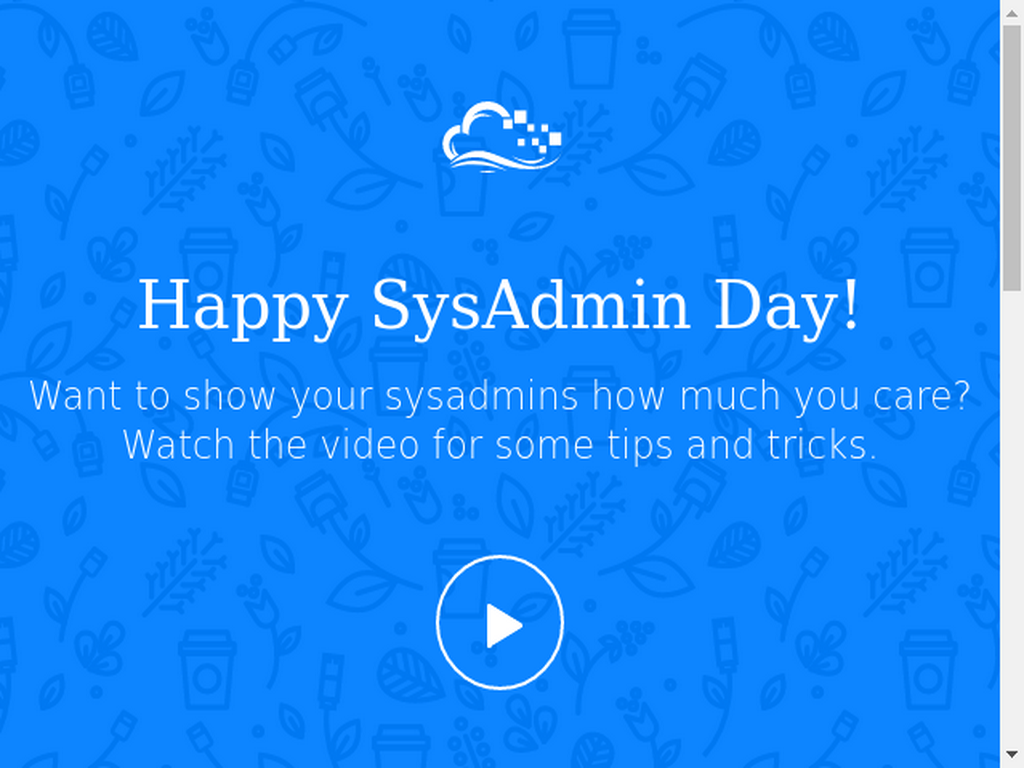 Happy SysAdmin Day!
Want to show your sysadmins how much you care?
Watch the video for some tips and tricks.